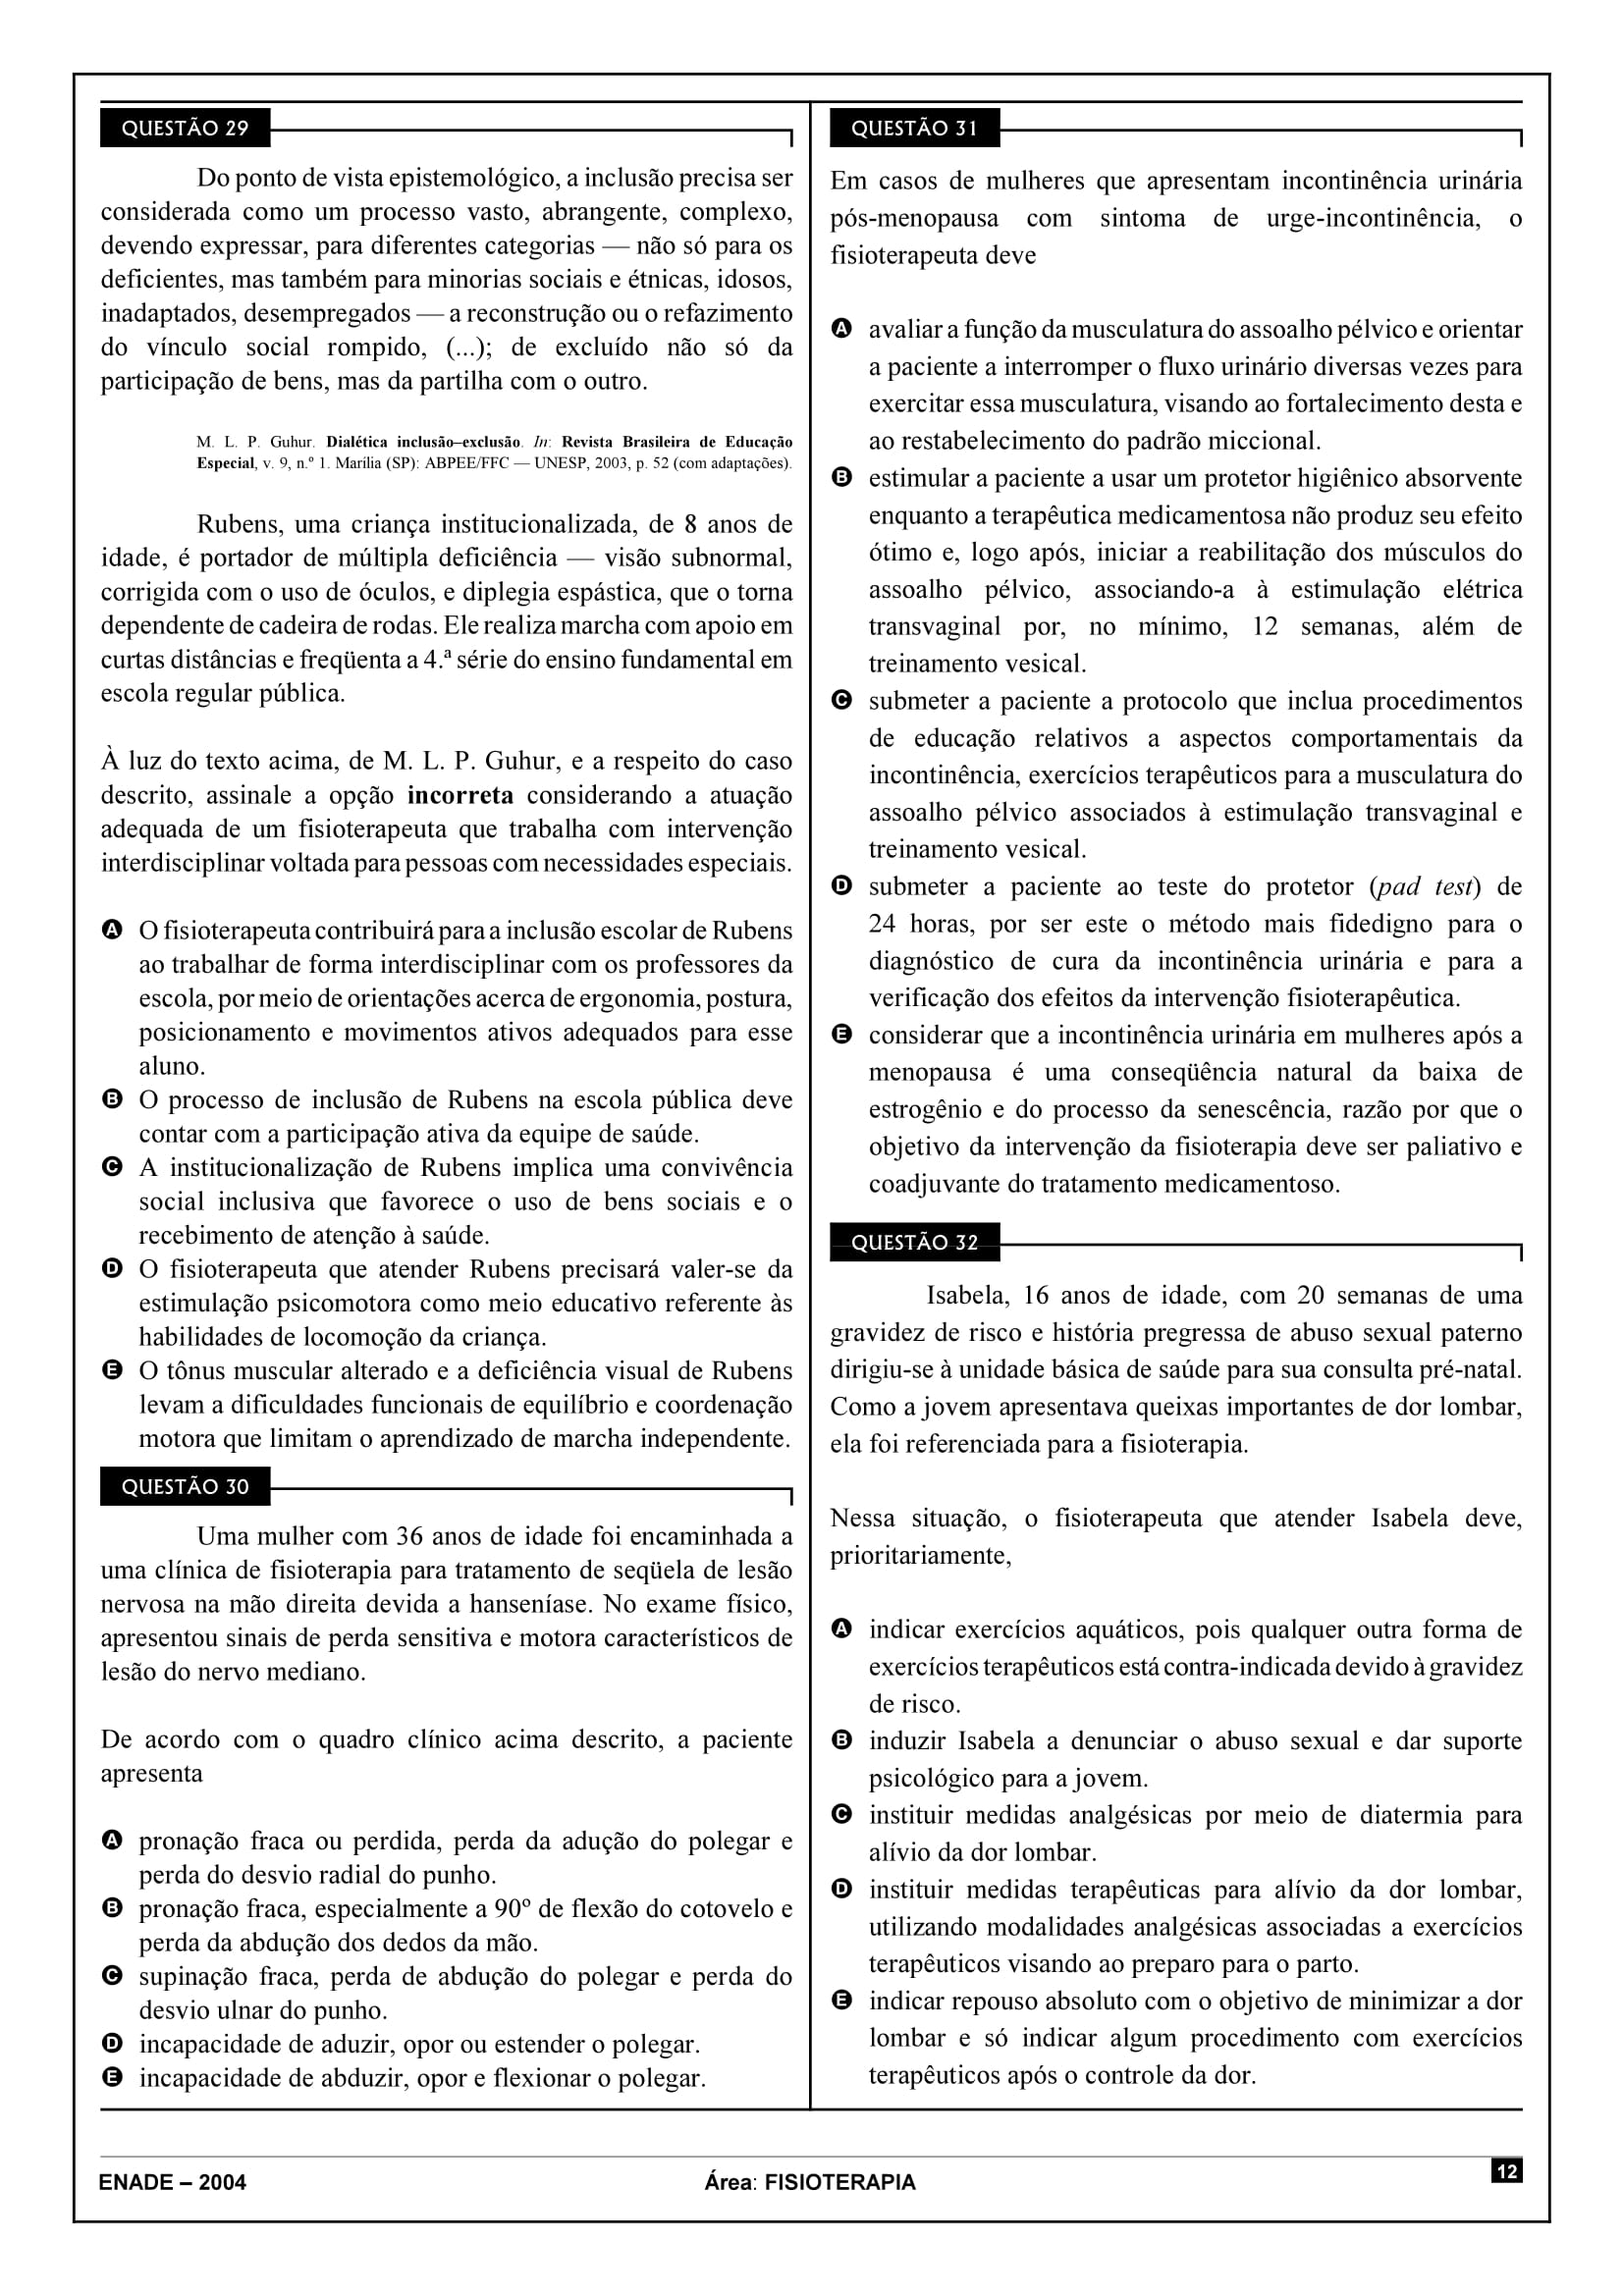 QUESTÃO 29
Do ponto de vista epistemológico, a inclusão precisa ser
considerada como um processo vasto, abrangente, complexo,
devendo expressar, para diferentes categorias — não só para os
deficientes, mas também para minorias sociais e étnicas, idosos,
inadaptados, desempregados — a reconstrução ou o refazimento
do vínculo social rompido, (...); de excluído não só da
participação de bens, mas da partilha com o outro.
M. L. P. Guhur. Dialética inclusão–exclusão. In: Revista Brasileira de Educação
Especial, v. 9, n.º 1. Marília (SP): ABPEE/FFC — UNESP, 2003, p. 52 (com adaptações).
Rubens, uma criança institucionalizada, de 8 anos de
idade, é portador de múltipla deficiência — visão subnormal,
corrigida com o uso de óculos, e diplegia espástica, que o torna
dependente de cadeira de rodas. Ele realiza marcha com apoio em
curtas distâncias e freqüenta a 4.ª série do ensino fundamental em
escola regular pública.
À luz do texto acima, de M. L. P. Guhur, e a respeito do caso
descrito, assinale a opção incorreta considerando a atuação
adequada de um fisioterapeuta que trabalha com intervenção
interdisciplinar voltada para pessoas com necessidades especiais.
A O fisioterapeuta contribuirá para a inclusão escolar de Rubens
ao trabalhar de forma interdisciplinar com os professores da
escola, por meio de orientações acerca de ergonomia, postura,
posicionamento e movimentos ativos adequados para esse
aluno.
B O processo de inclusão de Rubens na escola pública deve
contar com a participação ativa da equipe de saúde.
C A institucionalização de Rubens implica uma convivência
social inclusiva que favorece o uso de bens sociais e o
recebimento de atenção à saúde.
D O fisioterapeuta que atender Rubens precisará valer-se da
estimulação psicomotora como meio educativo referente às
habilidades de locomoção da criança.
E O tônus muscular alterado e a deficiência visual de Rubens
levam a dificuldades funcionais de equilíbrio e coordenação
motora que limitam o aprendizado de marcha independente.
QUESTÃO 30
Uma mulher com 36 anos de idade foi encaminhada a
uma clínica de fisioterapia para tratamento de seqüela de lesão
nervosa na mão direita devida a hanseníase. No exame físico,
apresentou sinais de perda sensitiva e motora característicos de
lesão do nervo mediano.
De acordo com o quadro clínico acima descrito, a paciente
apresenta
A pronação fraca ou perdida, perda da adução do polegar e
perda do desvio radial do punho.
B pronação fraca, especialmente a 90º de flexão do cotovelo e
perda da abdução dos dedos da mão.
C supinação fraca, perda de abdução do polegar e perda do
desvio ulnar do punho.
D incapacidade de aduzir, opor ou estender o polegar.
E incapacidade de abduzir, opor e flexionar o polegar.
QUESTÃO 31
Em casos de mulheres que apresentam incontinência urinária
pós-menopausa com sintoma de urge-incontinência, o
fisioterapeuta deve
A avaliar a função da musculatura do assoalho pélvico e orientar
a paciente a interromper o fluxo urinário diversas vezes para
exercitar essa musculatura, visando ao fortalecimento desta e
ao restabelecimento do padrão miccional.
B estimular a paciente a usar um protetor higiênico absorvente
enquanto a terapêutica medicamentosa não produz seu efeito
ótimo e, logo após, iniciar a reabilitação dos músculos do
assoalho pélvico, associando-a à estimulação elétrica
transvaginal por, no mínimo, 12 semanas, além de
treinamento vesical.
C submeter a paciente a protocolo que inclua procedimentos
de educação relativos a aspectos comportamentais da
incontinência, exercícios terapêuticos para a musculatura do
assoalho pélvico associados à estimulação transvaginal e
treinamento vesical.
D submeter a paciente ao teste do protetor (pad test) de
24 horas, por ser este o método mais fidedigno para o
diagnóstico de cura da incontinência urinária e para a
verificação dos efeitos da intervenção fisioterapêutica.
E considerar que a incontinência urinária em mulheres após a
menopausa é uma conseqüência natural da baixa de
estrogênio e do processo da senescência, razão por que o
objetivo da intervenção da fisioterapia deve ser paliativo e
coadjuvante do tratamento medicamentoso.
QUESTÃO 32
Isabela, 16 anos de idade, com 20 semanas de uma
gravidez de risco e história pregressa de abuso sexual paterno
dirigiu-se à unidade básica de saúde para sua consulta pré-natal.
Como a jovem apresentava queixas importantes de dor lombar,
ela foi referenciada para a fisioterapia.
Nessa situação, o fisioterapeuta que atender Isabela deve,
prioritariamente,
A indicar exercícios aquáticos, pois qualquer outra forma de
exercícios terapêuticos está contra-indicada devido à gravidez
de risco.
B induzir Isabela a denunciar o abuso sexual e dar suporte
psicológico para a jovem.
C instituir medidas analgésicas por meio de diatermia para
alívio da dor lombar.
D instituir medidas terapêuticas para alívio da dor lombar,
utilizando modalidades analgésicas associadas a exercícios
terapêuticos visando ao preparo para o parto.
E indicar repouso absoluto com o objetivo de minimizar a dor
lombar e só indicar algum procedimento com exercícios
terapêuticos após o controle da dor.
ENADE – 2004
Área: FISIOTERAPIA
12